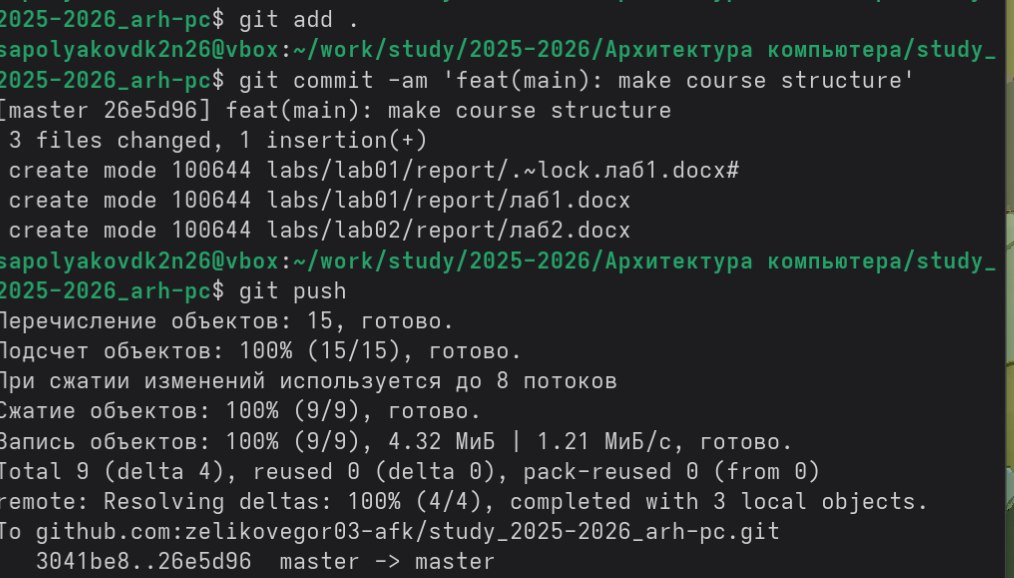 2025-2026_arh-pc$ git add .
sapolyakovdk2n26@vbox:~/work/study/2025-2026/Архитектура компьютера/study_
2025-2026_arh-pc$ git commit -am 'feat(main): make course structure'
[master 26e5d96] feat(main): make course structure
 3 files changed, 1 insertion(+)
 create mode 100644 labs/lab01/report/.~lock.лаб1.docx#
 create mode 100644 labs/lab01/report/лаб1.docx
 create mode 100644 labs/lab02/report/лаб2.docx
sapolyakovdk2n26@vbox:~/work/study/2025-2026/Архитектура компьютера/study_
2025-2026_arh-pc$ git push
Перечисление объектов: 15, готово.
Подсчет объектов: 100% (15/15), готово.
При сжатии изменений используется до 8 потоков
Сжатие объектов: 100% (9/9), готово.
Запись объектов: 100% (9/9), 4.32 МиБ | 1.21 МиБ/с, готово.
Total 9 (delta 4), reused 0 (delta 0), pack-reused 0 (from 0)
remote: Resolving deltas: 100% (4/4), completed with 3 local objects.
To github.com:zelikovegor03-afk/study_2025-2026_arh-pc.git
   3041be8..26e5d96  master -> master